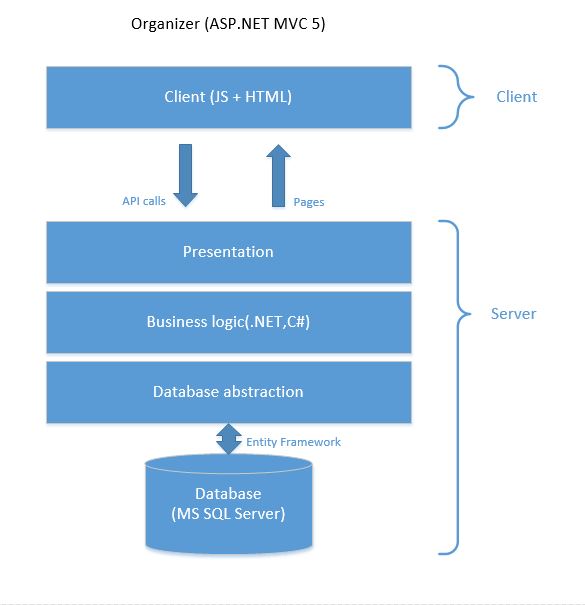 Organizer (ASP.NET MVC 5)
Client (JS + HTML)
Client
API calls
Pages
Presentation
Business logic(.NET,C#)
Server
Database abstraction
Entity Framework
Database
(MS SQL Server)